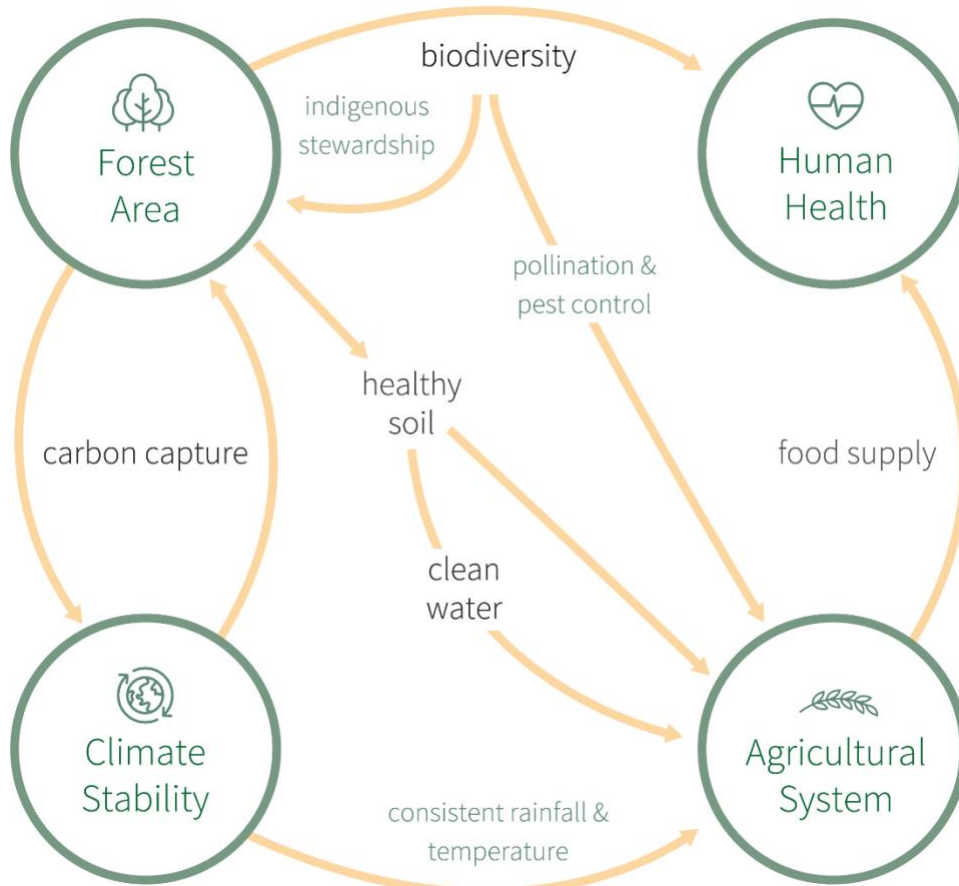 biodiversity
indigenous
stewardship
Forest
Area
Human
Health
pollination &
pest control
healthy
soil
carbon capture
food supply
clean
water
Climate
Stability
Agricultural
System
consistent rainfall &
temperature